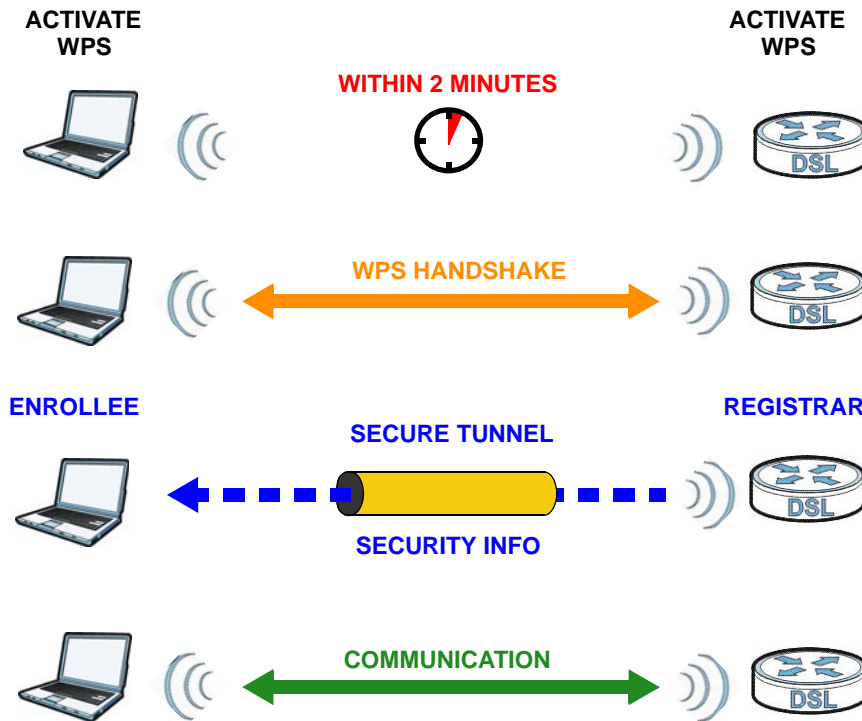 ACTIVATE
WPS
ACTIVATE
WPS
WITHIN 2 MINUTES
DSL
WPS HANDSHAKE
DSL
ENROLLEE
REGISTRAR
SECURE TUNNEL
DSL
SECURITY INFO
COMMUNICATION
DSL